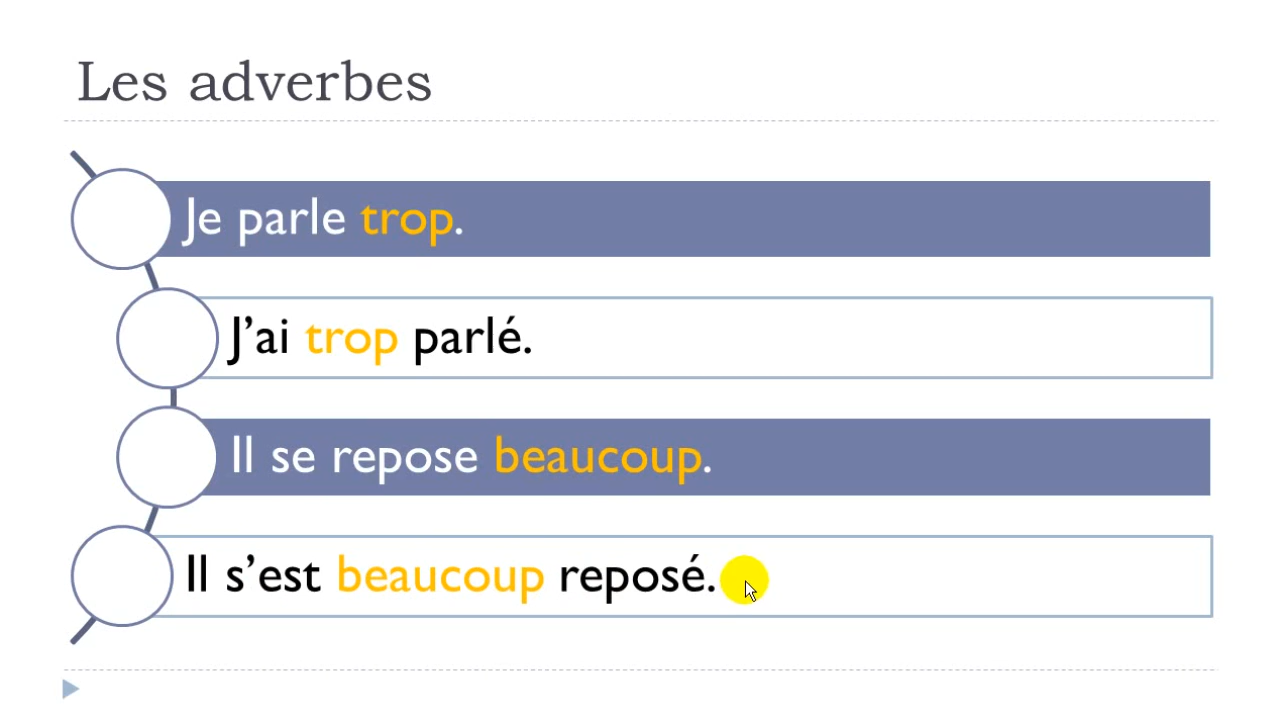 Les adverbes
Je parle trop.
J’ai trop parlé.
Il se repose beaucoup.
Il s’est beaucoup reposé.